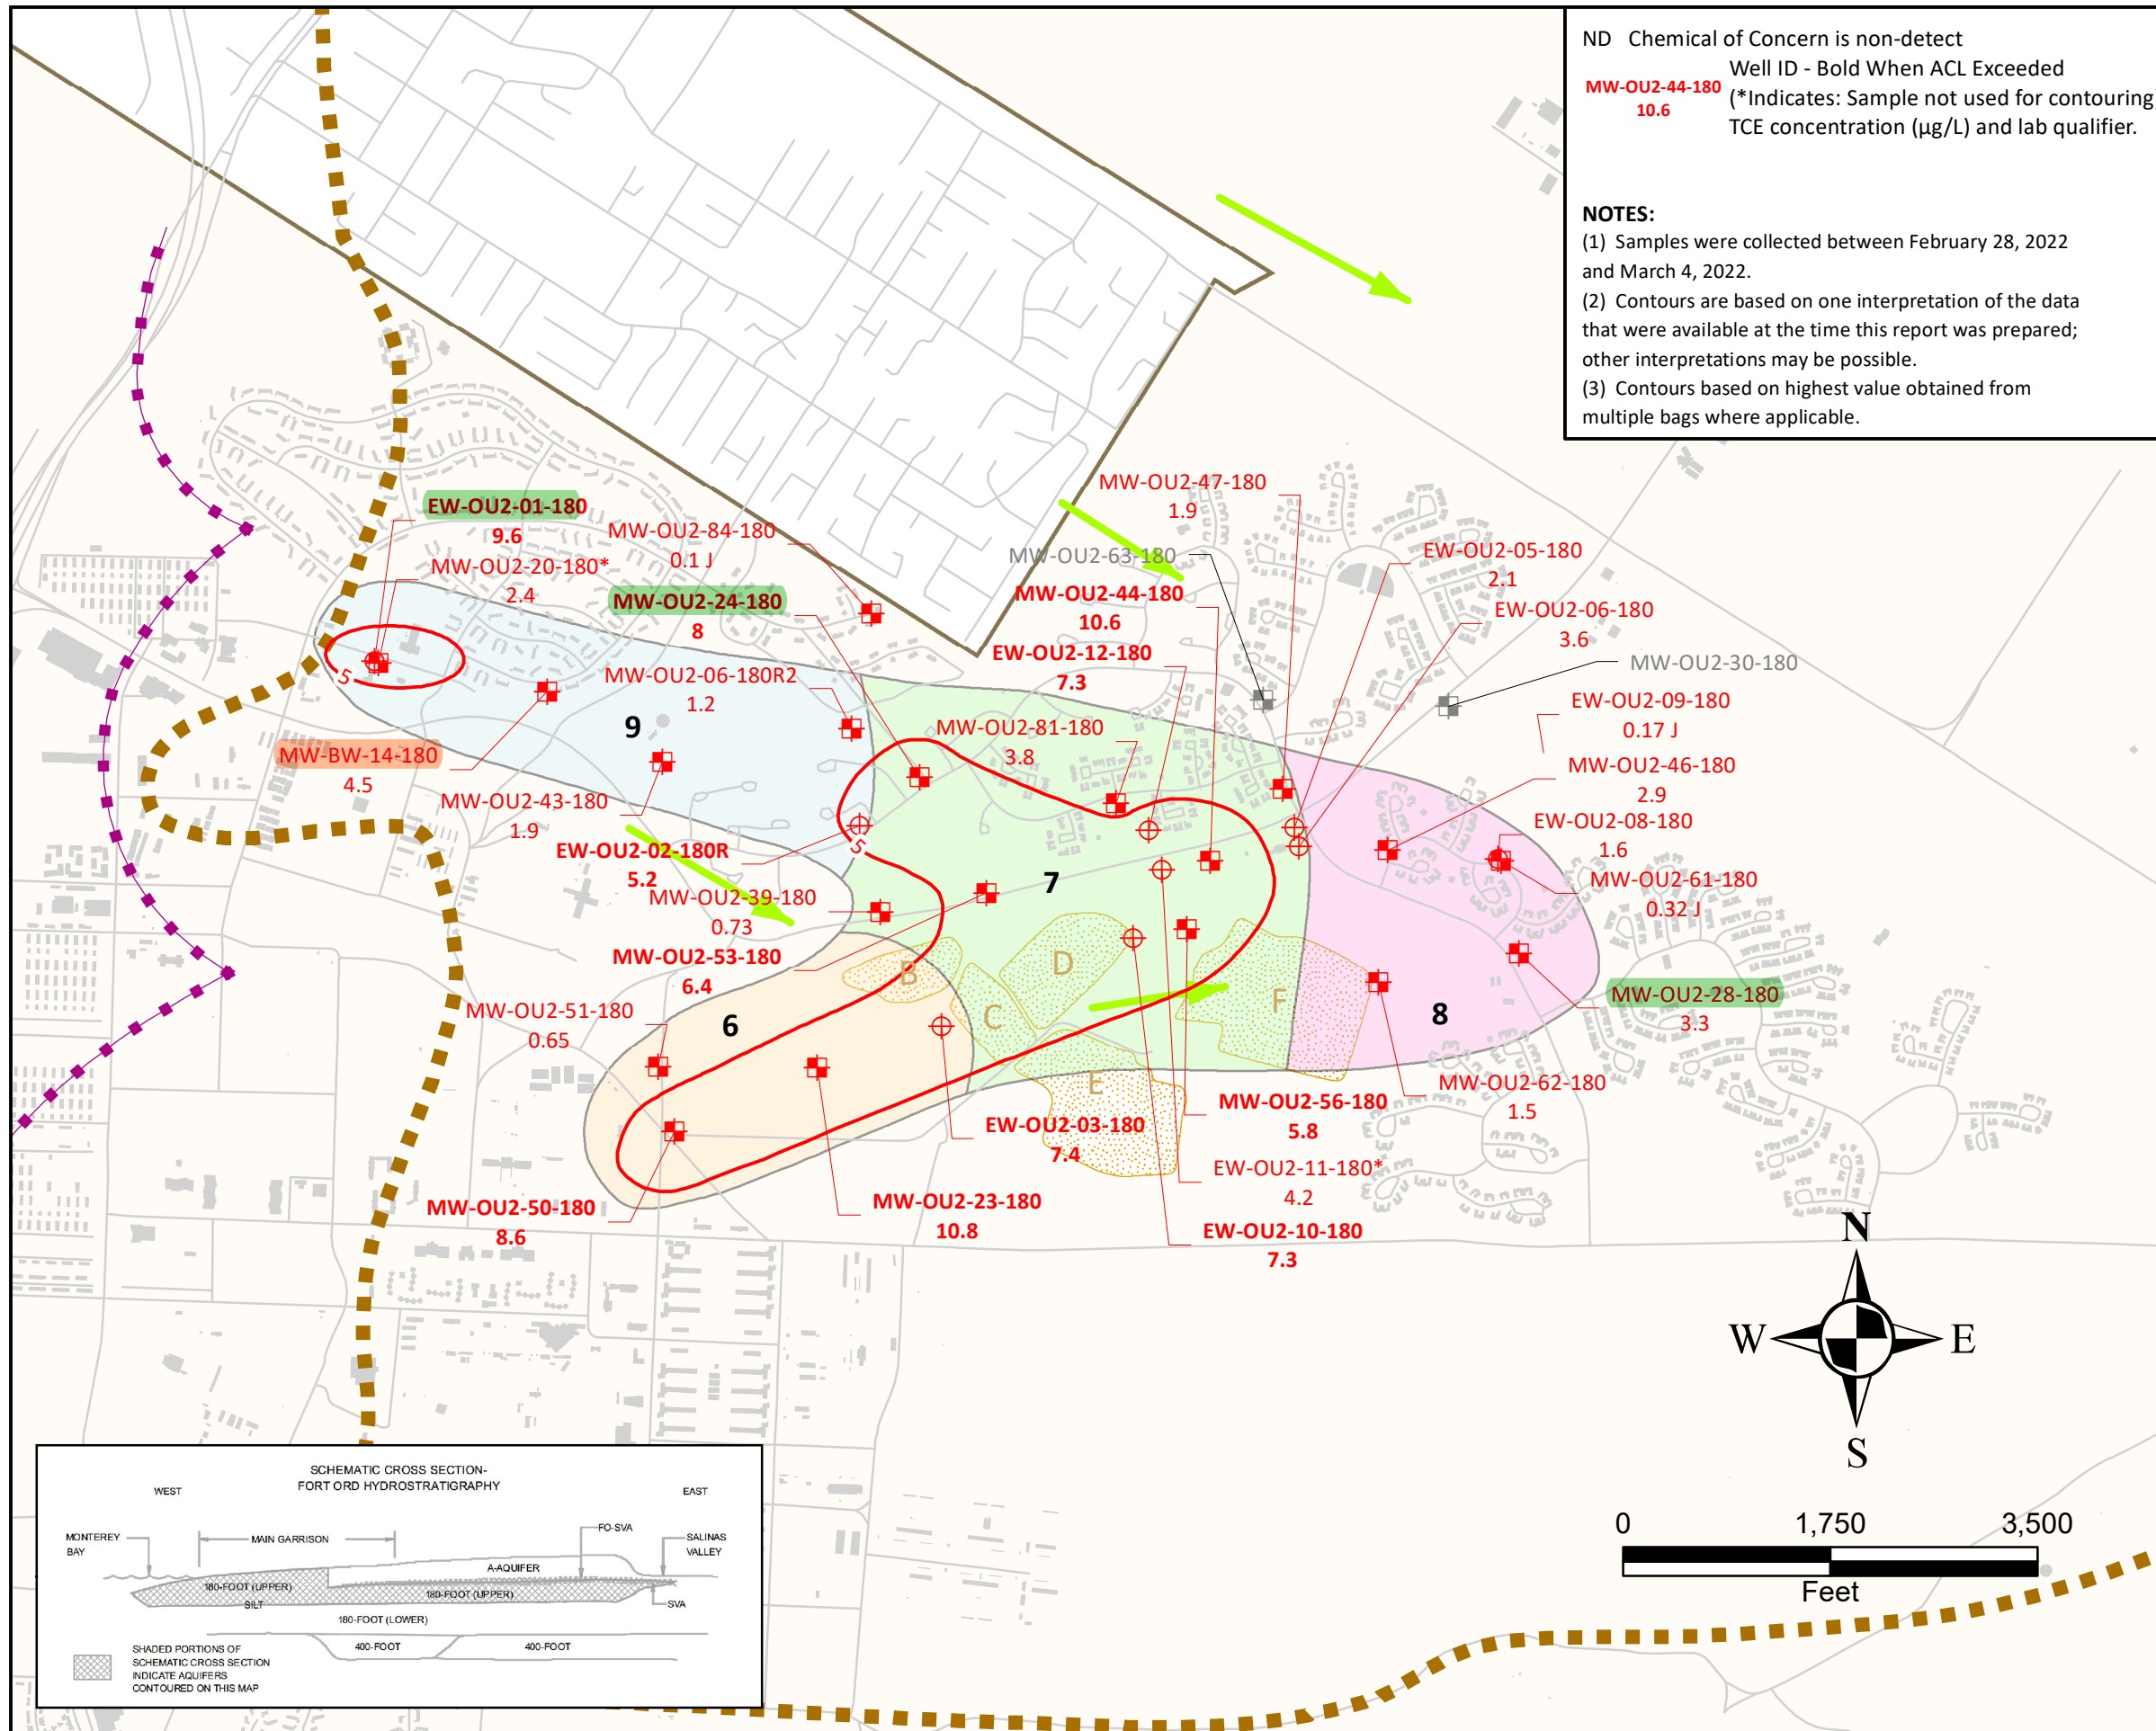 ND Chemical of Concern is non-detect
Well ID - Bold When ACL Exceeded
MW-OU2-44-180
10.6
(*Indicates: Sample not used for contouring)
TCE concentration (µg/L) and lab qualifier.
NOTES:
(1) Samples were collected between February 28, 2022
and March 4, 2022.
(2) Contours are based on one interpretation of the data
that were available at the time this report was prepared;
other interpretations may be possible.
(3) Contours based on highest value obtained from
multiple bags where applicable.
MW-OU2-47-180
1.9
EW-OU2-01-180
9.6
MW-OU2-84-180
0.1 J
MW-OU2-63-180
EW-OU2-05-180
2.1
MW-OU2-20-180*
2.4
MW-OU2-24-180
8
MW-OU2-44-180
10.6
EW-OU2-06-180
3.6
EW-OU2-12-180
7.3
MW-OU2-30-180
MW-OU2-06-180R2
1.2
EW-OU2-09-180
0.17 J
5
9
MW-OU2-81-180
3.8
MW-BW-14-180
4.5
MW-OU2-46-180
2.9
MW-OU2-43-180
1.9
EW-OU2-08-180
1.6
EW-OU2-02-180R
5.2
5
7
MW-OU2-61-180
0.32 J
MW-OU2-39-180
0.73
MW-OU2-53-180
6.4
B
D
C
F
E
MW-OU2-28-180
3.3
MW-OU2-51-180
0.65
6
8
MW-OU2-62-180
1.5
MW-OU2-56-180
5.8
EW-OU2-03-180
7.4
EW-OU2-11-180*
4.2
MW-OU2-50-180
8.6
MW-OU2-23-180
10.8
EW-OU2-10-180
7.3
N
W
E
S
0 1,750 3,500
Feet
SCHEMATIC CROSS SECTION-
FORT ORD HYDROSTRATIGRAPHY
WEST
EAST
MONTEREY
BAY
MAIN GARRISON
FO-SVA
SALINAS
VALLEY
A-AQUIFER
180-FOOT (UPPER)
180-FOOT (UPPER)
SILT
SVA
180-FOOT (LOWER)
400-FOOT
400-FOOT
SHADED PORTIONS OF
SCHEMATIC CROSS SECTION
INDICATE AQUIFERS
CONTOURED ON THIS MAP